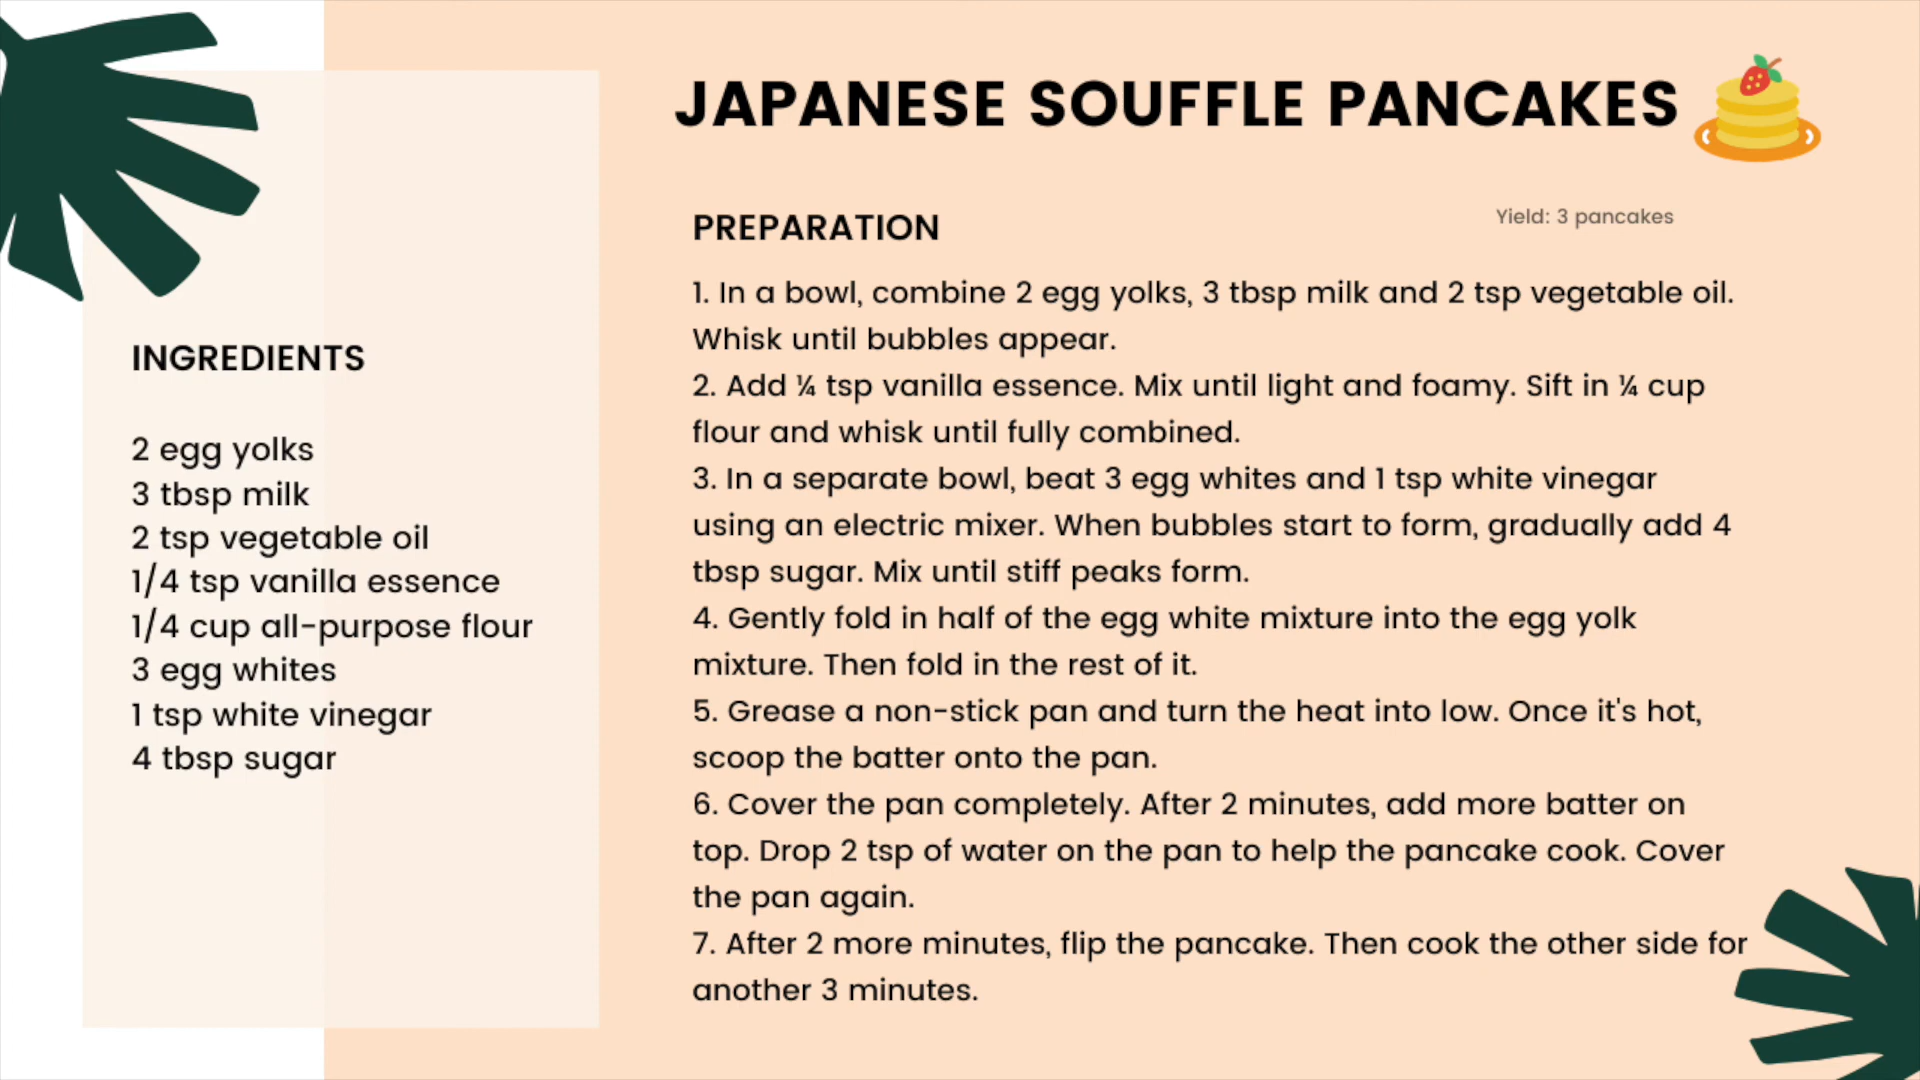 JAPANESE SOUFFLE PANCAKES
Yield: 3 pancakes
INGREDIENTS
2 egg yolks
3 tbsp milk
2 tsp vegetable oil
1/4 tsp vanilla essence
1/4 cup all-purpose flour
3 egg whites
1 tsp white vinegar
4 tbsp sugar
PREPARATION
1. In a bowl, combine 2 egg yolks, 3 tbsp milk and 2 tsp vegetable oil.
Whisk until bubbles appear.
2. Add ¼ tsp vanilla essence. Mix until light and foamy. Sift in ¼ cup
flour and whisk until fully combined.
3. In a separate bowl, beat 3 egg whites and 1 tsp white vinegar
using an electric mixer. When bubbles start to form, gradually add 4
tbsp sugar. Mix until stiff peaks form.
4. Gently fold in half of the egg white mixture into the egg yolk
mixture. Then fold in the rest of it.
5. Grease a non-stick pan and turn the heat into low. Once it's hot,
scoop the batter onto the pan.
6. Cover the pan completely. After 2 minutes, add more batter on
top. Drop 2 tsp of water on the pan to help the pancake cook. Cover
the pan again.
7. After 2 more minutes, flip the pancake. Then cook the other side for
another 3 minutes.